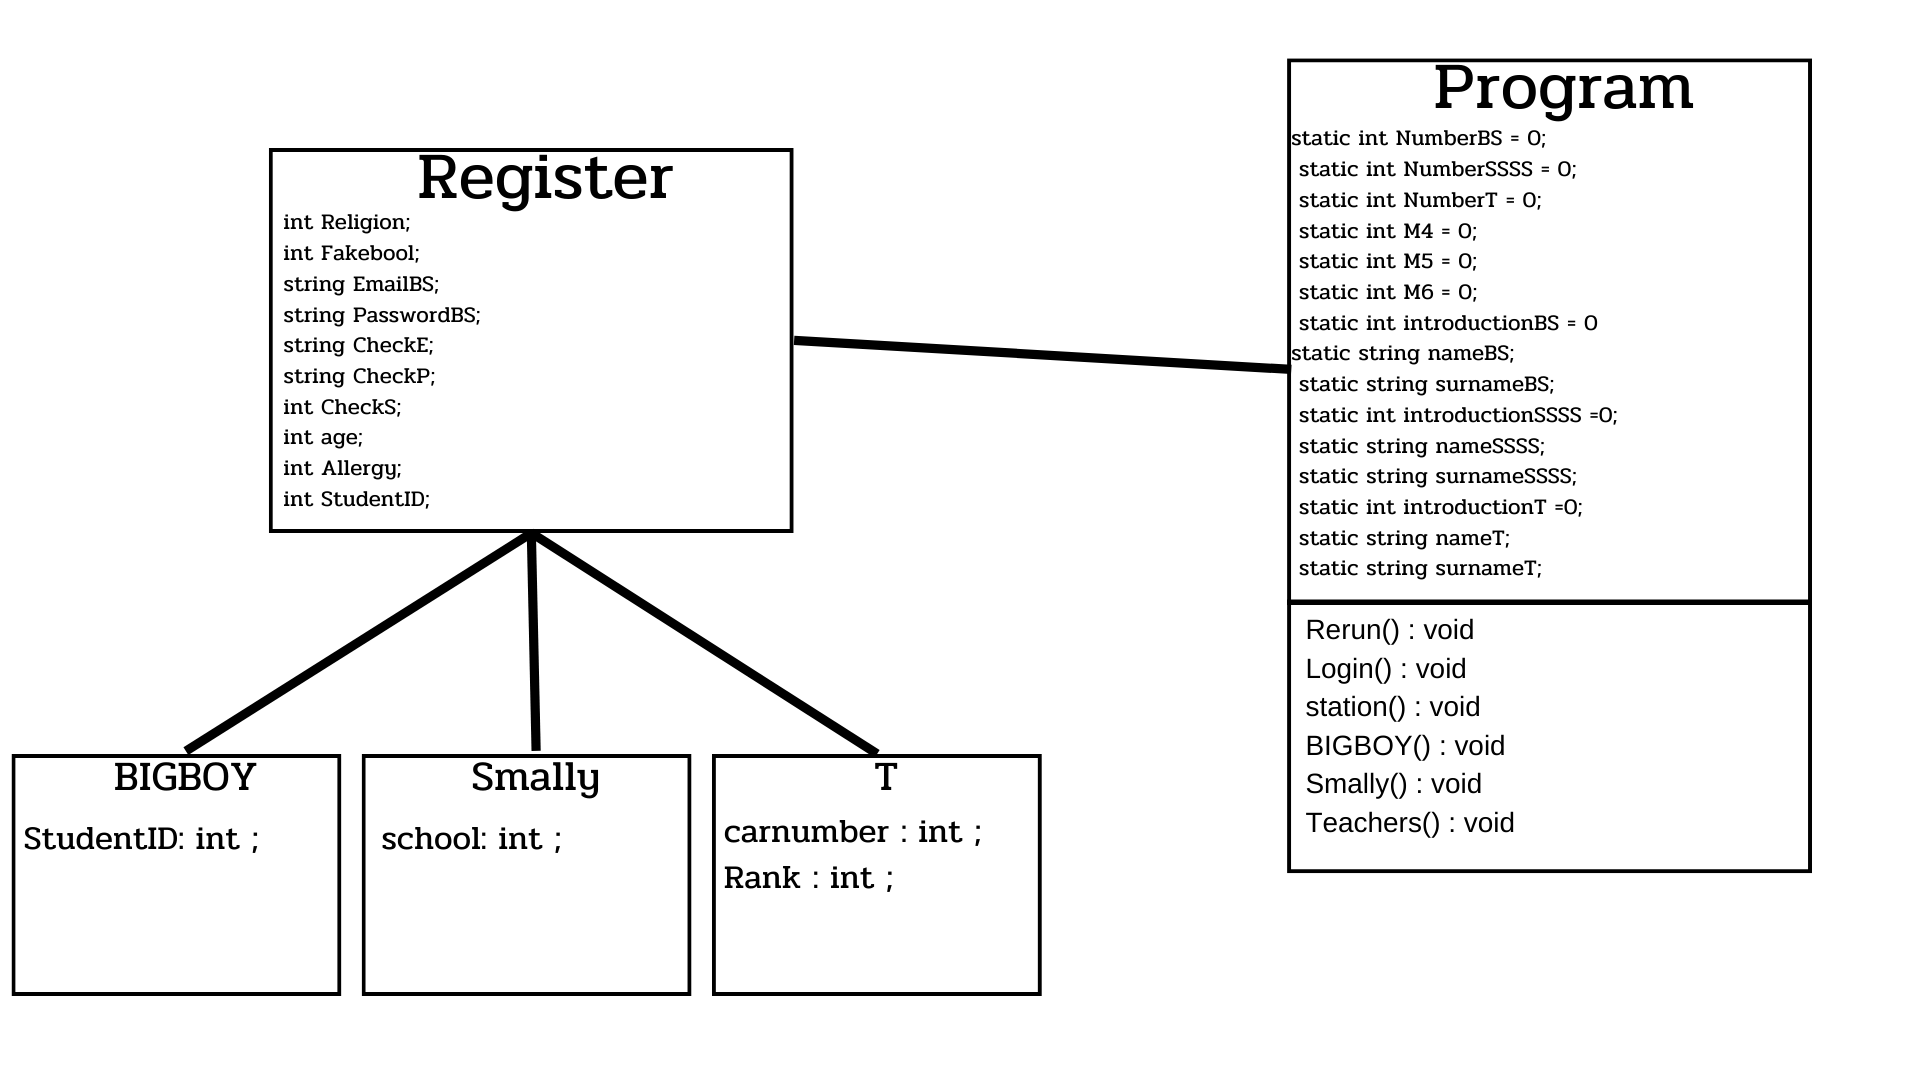 Register
int Religion;
int Fakebool;
string EmailBS;
string PasswordBS;
string CheckE;
string CheckP;
int CheckS;
int age;
int Allergy;
int StudentID;
Program
static int NumberBS = 0;
static int NumberSSSS = 0;
static int NumberT = 0;
static int M4 = 0;
static int M5 = 0;
static int M6 = 0;
static int introductionBS = 0
static string nameBS;
static string surnameBS;
static int introductionSSSS =0;
static string nameSSSS;
static string surnameSSSS;
static int introductionT =0;
static string nameT;
static string surnameT;
Rerun() : void
Login() : void
station() : void
BIGBOY() : void
Smally() : void
Teachers() : void
BIGBOY
StudentID: int ;
Smally
school: int ;
T
carnumber : int ;
Rank : int ;